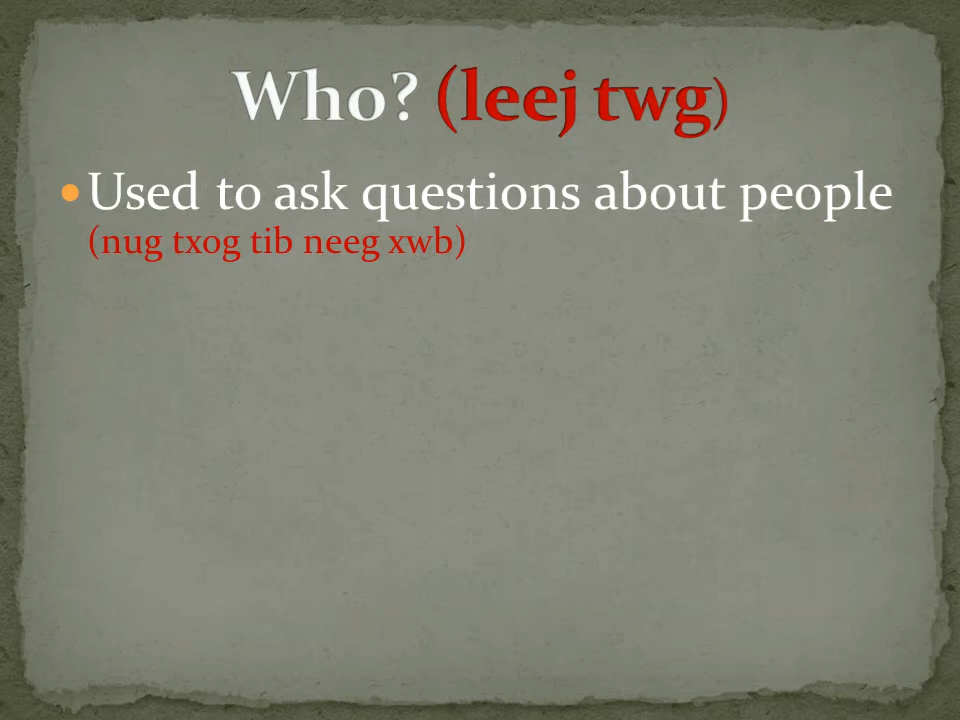 Who? (leej twg)
• Used to ask questions about people
(nug txog tib neeg xwb)